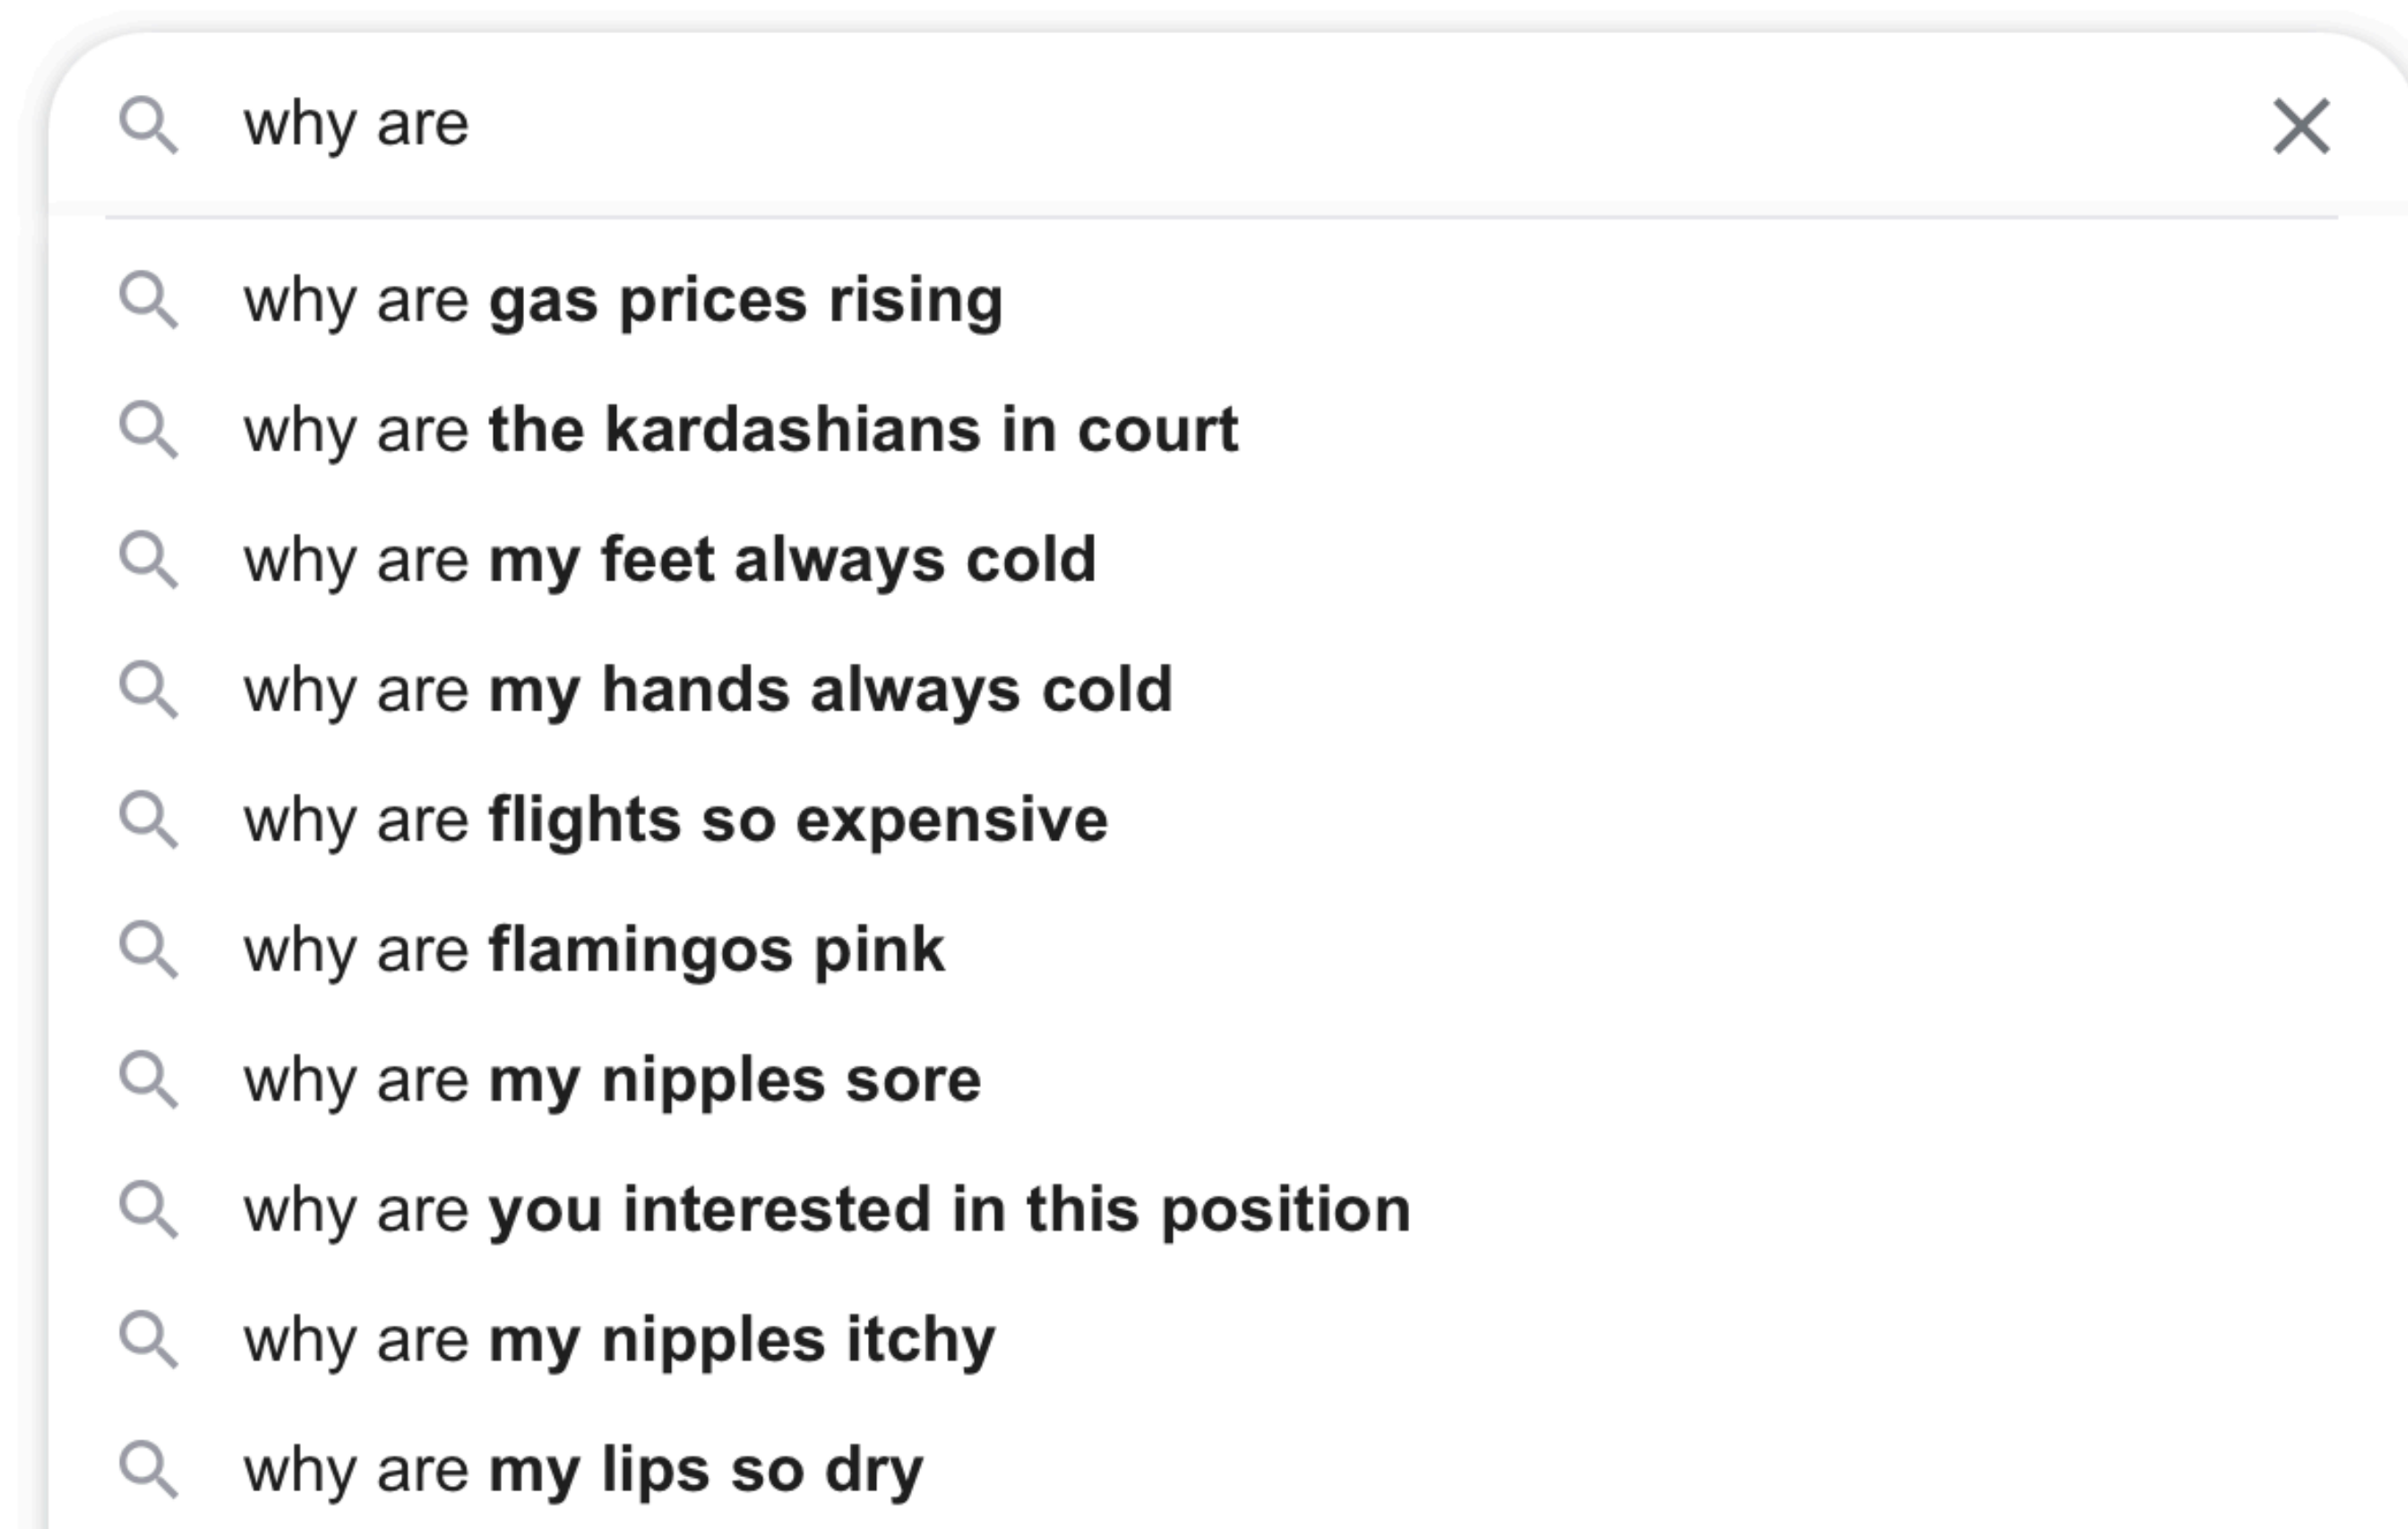 why are
why are gas prices rising
why are the kardashians in court
why are my feet always cold
why are my hands always cold
why are flights so expensive
why are flamingos pink
why are my nipples sore
why are you interested in this position
why are my nipples itchy
why are my lips so dry